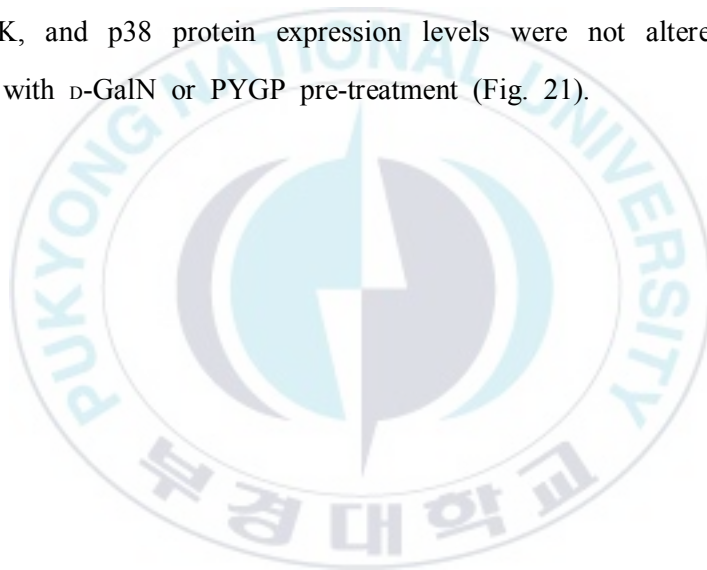 K, and p38 protein expression levels were not altere
with D-GalN or PYGP pre-treatment (Fig. 21).
PUKYONG NATIONAL UNIVERSITY
부경대학교